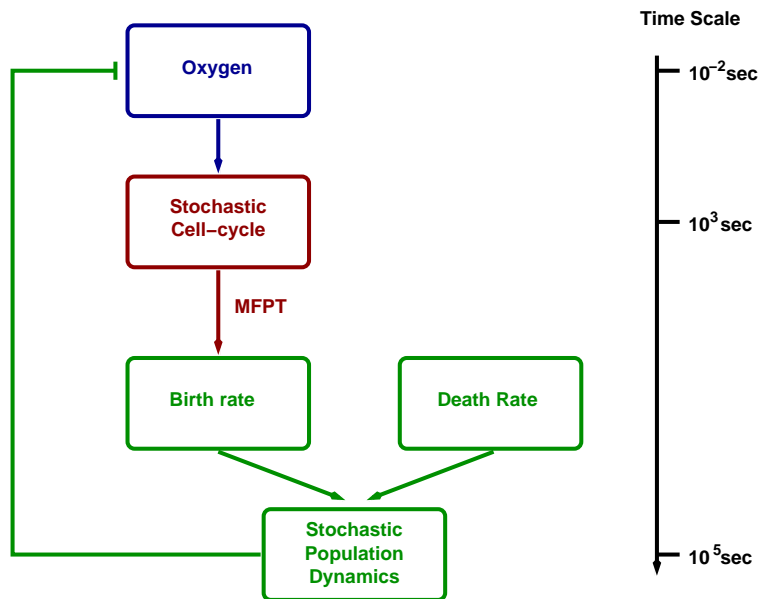 Time Scale
Oxygen
10⁻²sec
Stochastic
Cell–cycle
10³sec
MFPT
Birth rate
Death Rate
Stochastic
Population
Dynamics
10⁵sec